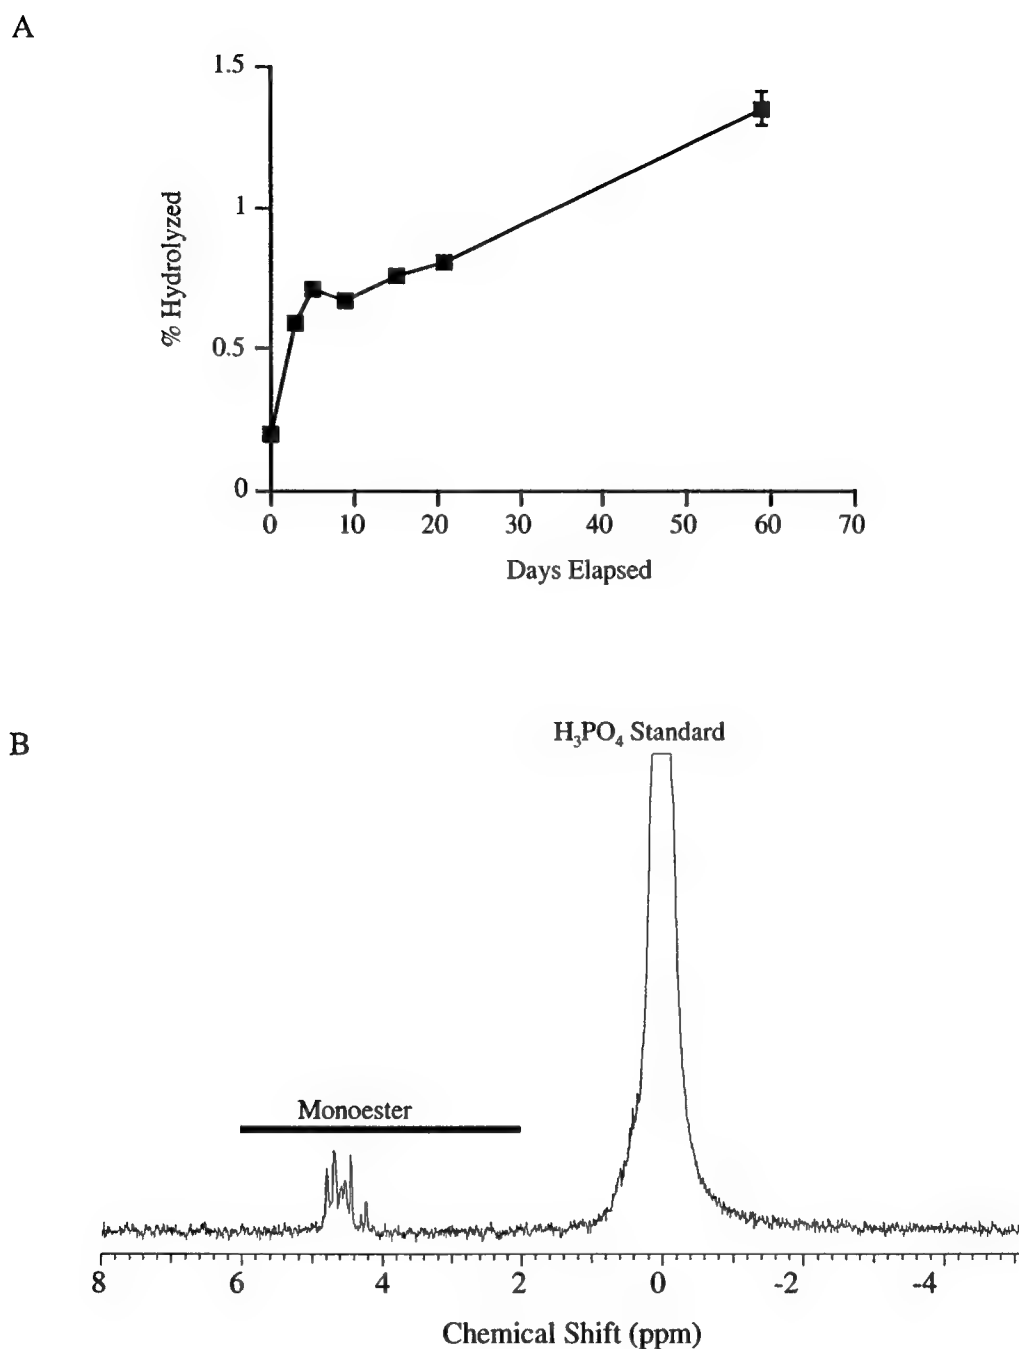 A
1.5
1
0.5
0
% Hydrolyzed
0 10 20 30 40 50 60 70
Days Elapsed
B
H₃PO₄ Standard
Monoester
8 6 4 2 0 -2 -4
Chemical Shift (ppm)